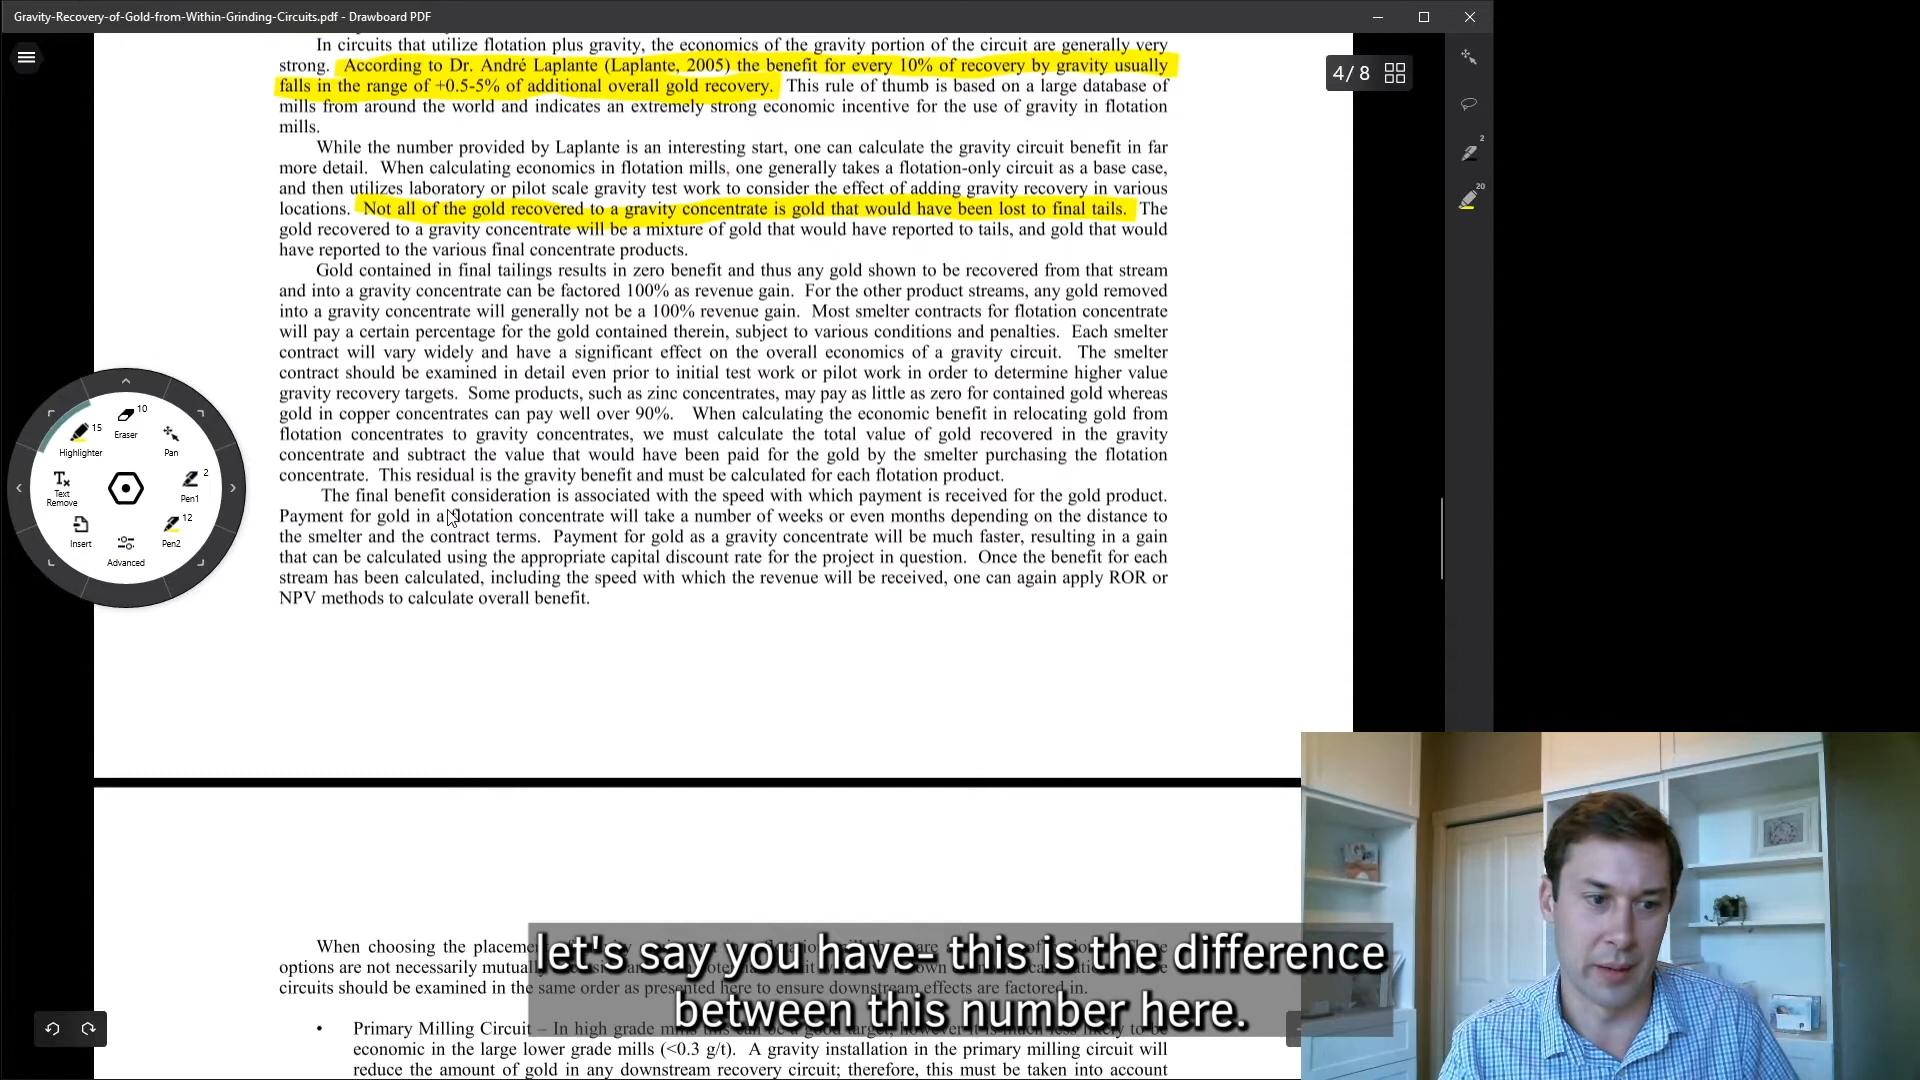 Gravity-Recovery-of-Gold-from-Within-Grinding-Circuits.pdf - Drawboard PDF
4 / 8
In circuits that utilize flotation plus gravity, the economics of the gravity portion of the circuit are generally very
strong. According to Dr. André Laplante (Laplante, 2005) the benefit for every 10% of recovery by gravity usually
falls in the range of +0.5-5% of additional overall gold recovery. This rule of thumb is based on a large database of
mills from around the world and indicates an extremely strong economic incentive for the use of gravity in flotation
mills.
While the number provided by Laplante is an interesting start, one can calculate the gravity circuit benefit in far
more detail. When calculating economics in flotation mills, one generally takes a flotation-only circuit as a base case,
and then utilizes laboratory or pilot scale gravity test work to consider the effect of adding gravity recovery in various
locations. Not all of the gold recovered to a gravity concentrate is gold that would have been lost to final tails. The
gold recovered to a gravity concentrate will be a mixture of gold that would have reported to tails, and gold that would
have reported to the various final concentrate products.
Gold contained in final tailings results in zero benefit and thus any gold shown to be recovered from that stream
and into a gravity concentrate can be factored 100% as revenue gain. For the other product streams, any gold removed
into a gravity concentrate will generally not be a 100% revenue gain. Most smelter contracts for flotation concentrate
will pay a certain percentage for the gold contained therein, subject to various conditions and penalties. Each smelter
contract will vary widely and have a significant effect on the overall economics of a gravity circuit. The smelter
contract should be examined in detail even prior to initial test work or pilot work in order to determine higher value
gravity recovery targets. Some products, such as zinc concentrates, may pay as little as zero for contained gold whereas
gold in copper concentrates can pay well over 90%. When calculating the economic benefit in relocating gold from
flotation concentrates to gravity concentrates, we must calculate the total value of gold recovered in the gravity
concentrate and subtract the value that would have been paid for the gold by the smelter purchasing the flotation
concentrate. This residual is the gravity benefit and must be calculated for each flotation product.
The final benefit consideration is associated with the speed with which payment is received for the gold product.
Payment for gold in a flotation concentrate will take a number of weeks or even months depending on the distance to
the smelter and the contract terms. Payment for gold as a gravity concentrate will be much faster, resulting in a gain
that can be calculated using the appropriate capital discount rate for the project in question. Once the benefit for each
stream has been calculated, including the speed with which the revenue will be received, one can again apply ROR or
NPV methods to calculate overall benefit.
2
20
10
Eraser
15
Highlighter
Pan
Text
Remove
2
Pen1
Insert
12
Pen2
Advanced
When choosing the
options are not necessarily
circuits should be examined in the same order as presented here to ensure downstream effects are factored in.
let's say you have- this is the difference
between this number here.
• Primary Milling Circuit – In high grade mills this can be a good target, however it is much less likely to be
economic in the large lower grade mills (<0.3 g/t). A gravity installation in the primary milling circuit will
reduce the amount of gold in any downstream recovery circuit; therefore, this must be taken into account